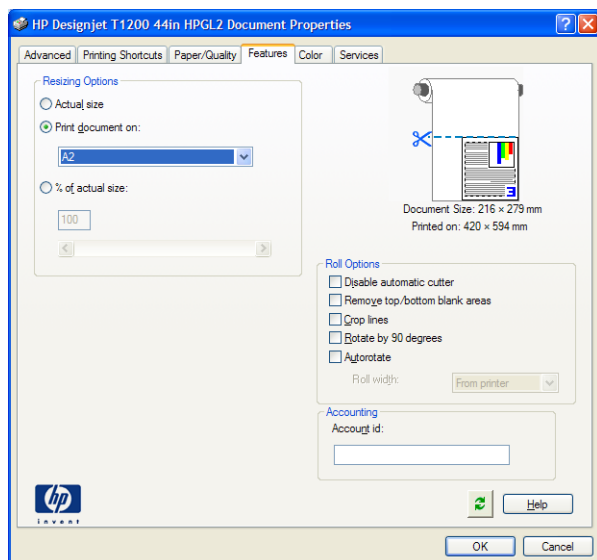 HP Designjet T1200 44in HPGL2 Document Properties
Advanced
Printing Shortcuts
Paper/Quality
Features
Color
Services
Resizing Options
Actual size
Print document on:
A2
% of actual size:
100
3
Document Size: 216 × 279 mm
Printed on: 420 × 594 mm
Roll Options
Disable automatic cutter
Remove top/bottom blank areas
Crop lines
Rotate by 90 degrees
Autorotate
Roll width:
From printer
Accounting
Account id:
hp
invent
Help
OK
Cancel